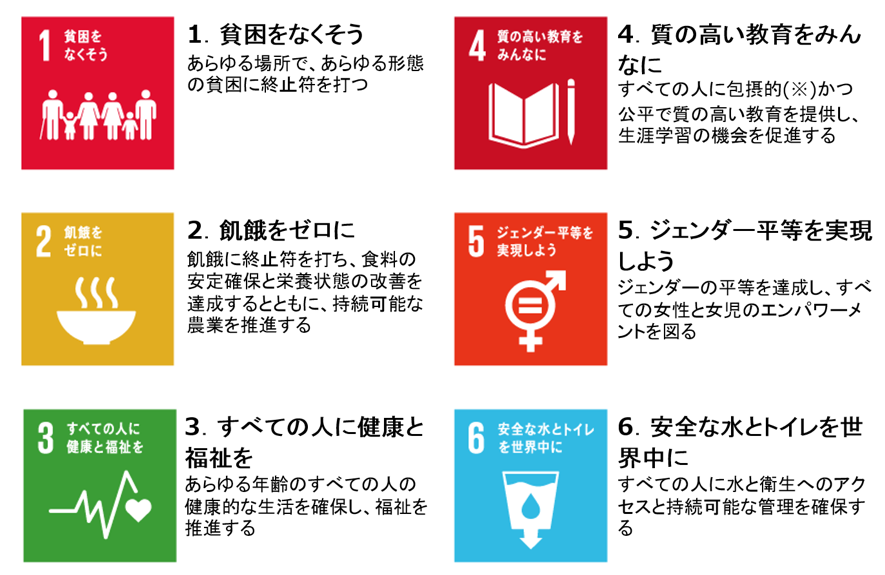 1 貧困を
なくそう
1. 貧困をなくそう
あらゆる場所で、あらゆる形態
の貧困に終止符を打つ
2 飢餓を
ゼロに
2. 飢餓をゼロに
飢餓に終止符を打ち、食料の
安定確保と栄養状態の改善を
達成するとともに、持続可能な
農業を推進する
3 すべての人に
健康と福祉を
3. すべての人に健康と
福祉を
あらゆる年齢のすべての人の
健康的な生活を確保し、福祉を
推進する
4 質の高い教育を
みんなに
4. 質の高い教育をみん
なに
すべての人に包摂的(※)かつ
公平で質の高い教育を提供し、
生涯学習の機会を促進する
5 ジェンダー平等を
実現しよう
5. ジェンダー平等を実現
しよう
ジェンダーの平等を達成し、すべ
ての女性と女児のエンパワーメ
ントを図る
6 安全な水とトイレ
を世界中に
6. 安全な水とトイレを世
界中に
すべての人に水と衛生へのアク
セスと持続可能な管理を確保す
る